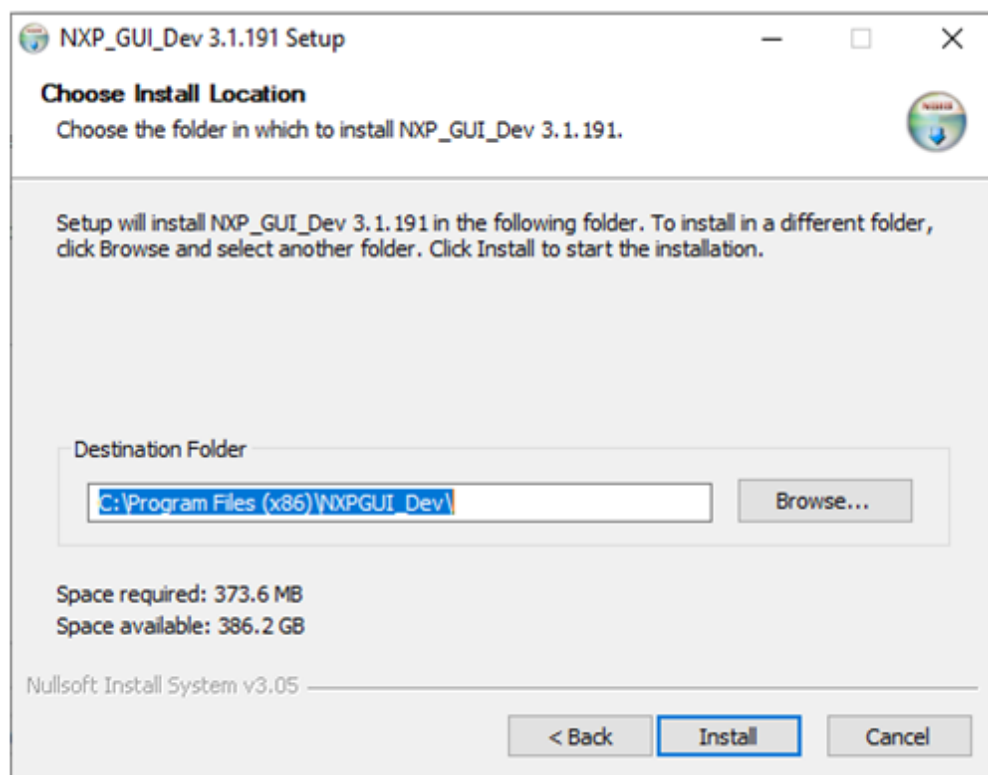 NXP_GUI_Dev 3.1.191 Setup
Choose Install Location
Choose the folder in which to install NXP_GUI_Dev 3.1.191.
Setup will install NXP_GUI_Dev 3.1.191 in the following folder. To install in a different folder,
click Browse and select another folder. Click Install to start the installation.
Destination Folder
C:\Program Files (x86)\NXPGUI_Dev\
Browse...
Space required: 373.6 MB
Space available: 386.2 GB
Nullsoft Install System v3.05
< Back
Install
Cancel